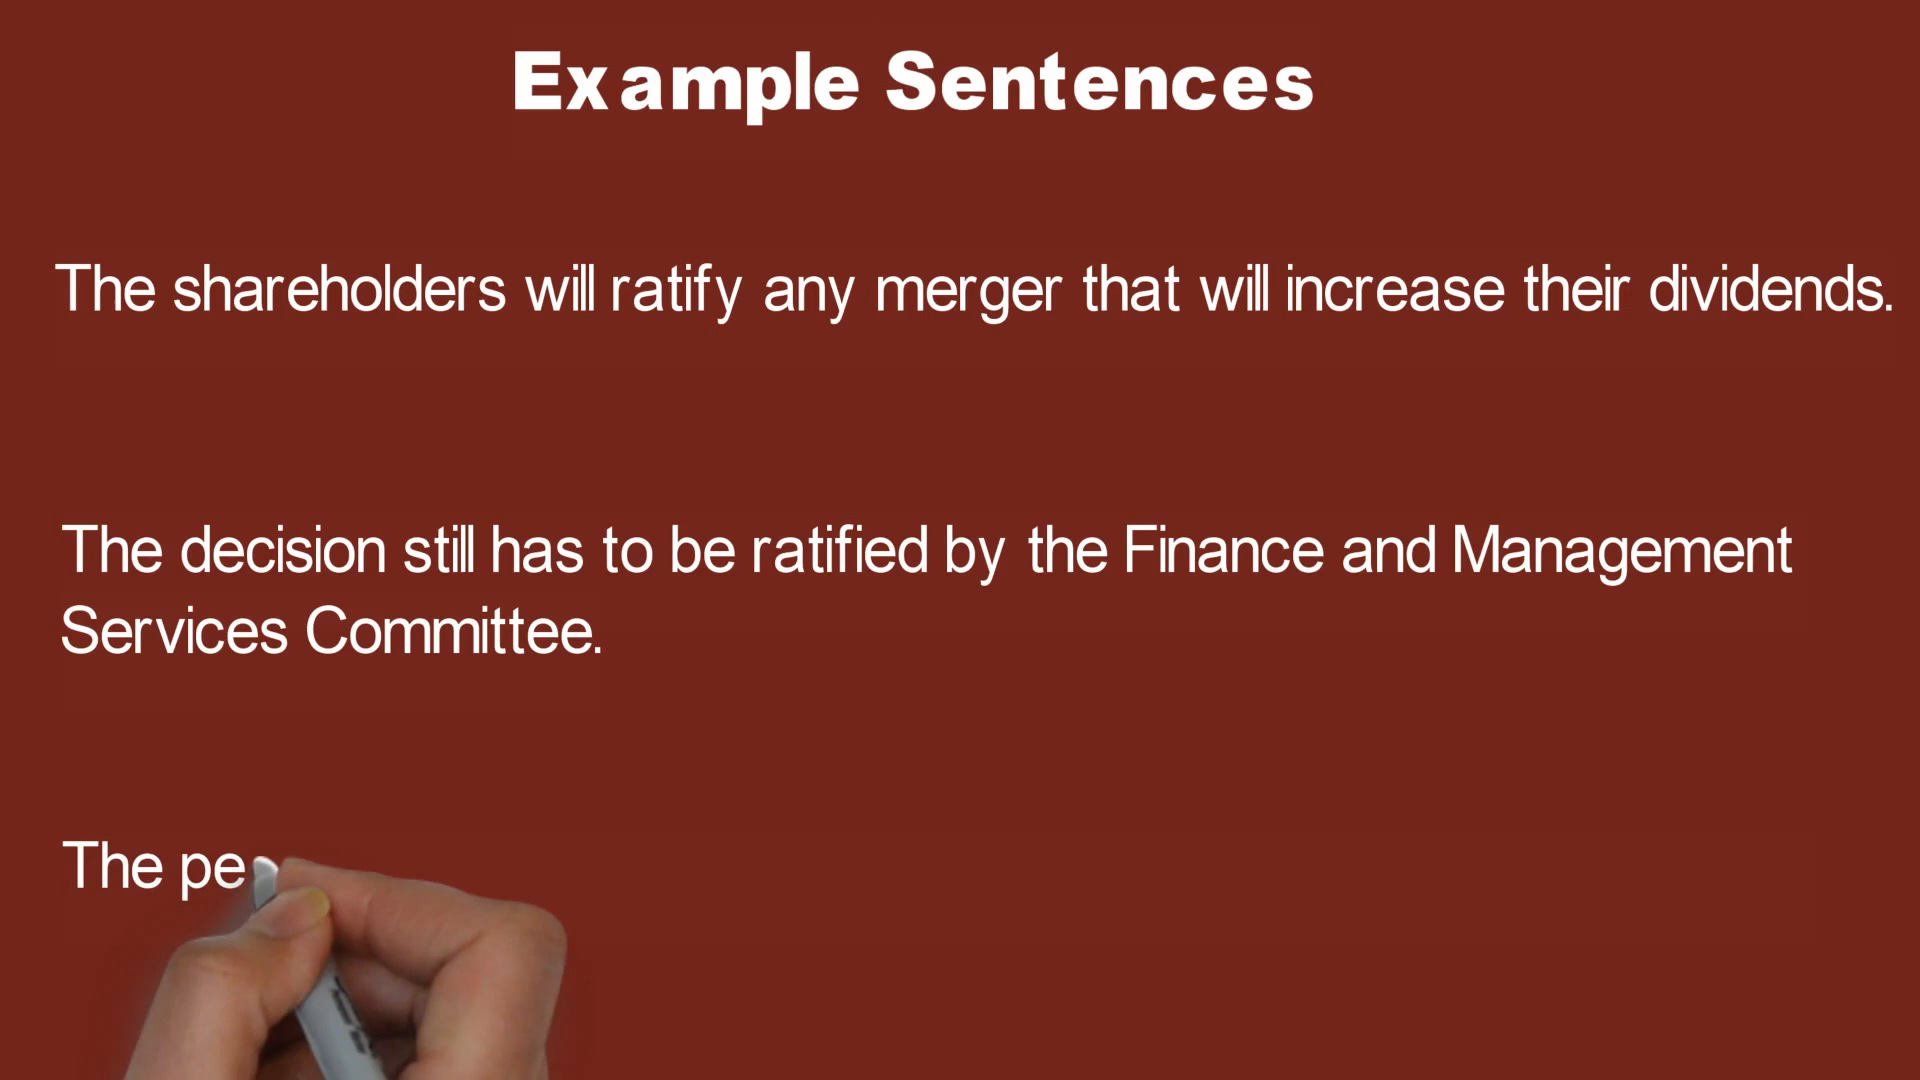 Example Sentences
The shareholders will ratify any merger that will increase their dividends.
The decision still has to be ratified by the Finance and Management
Services Committee.
The pe